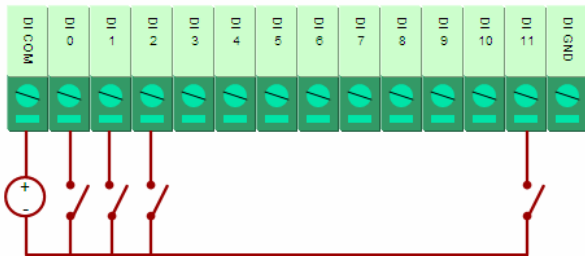 DI COM
DI 0
DI 1
DI 2
DI 3
DI 4
DI 5
DI 6
DI 7
DI 8
DI 9
DI 10
DI 11
DI GND
+
-